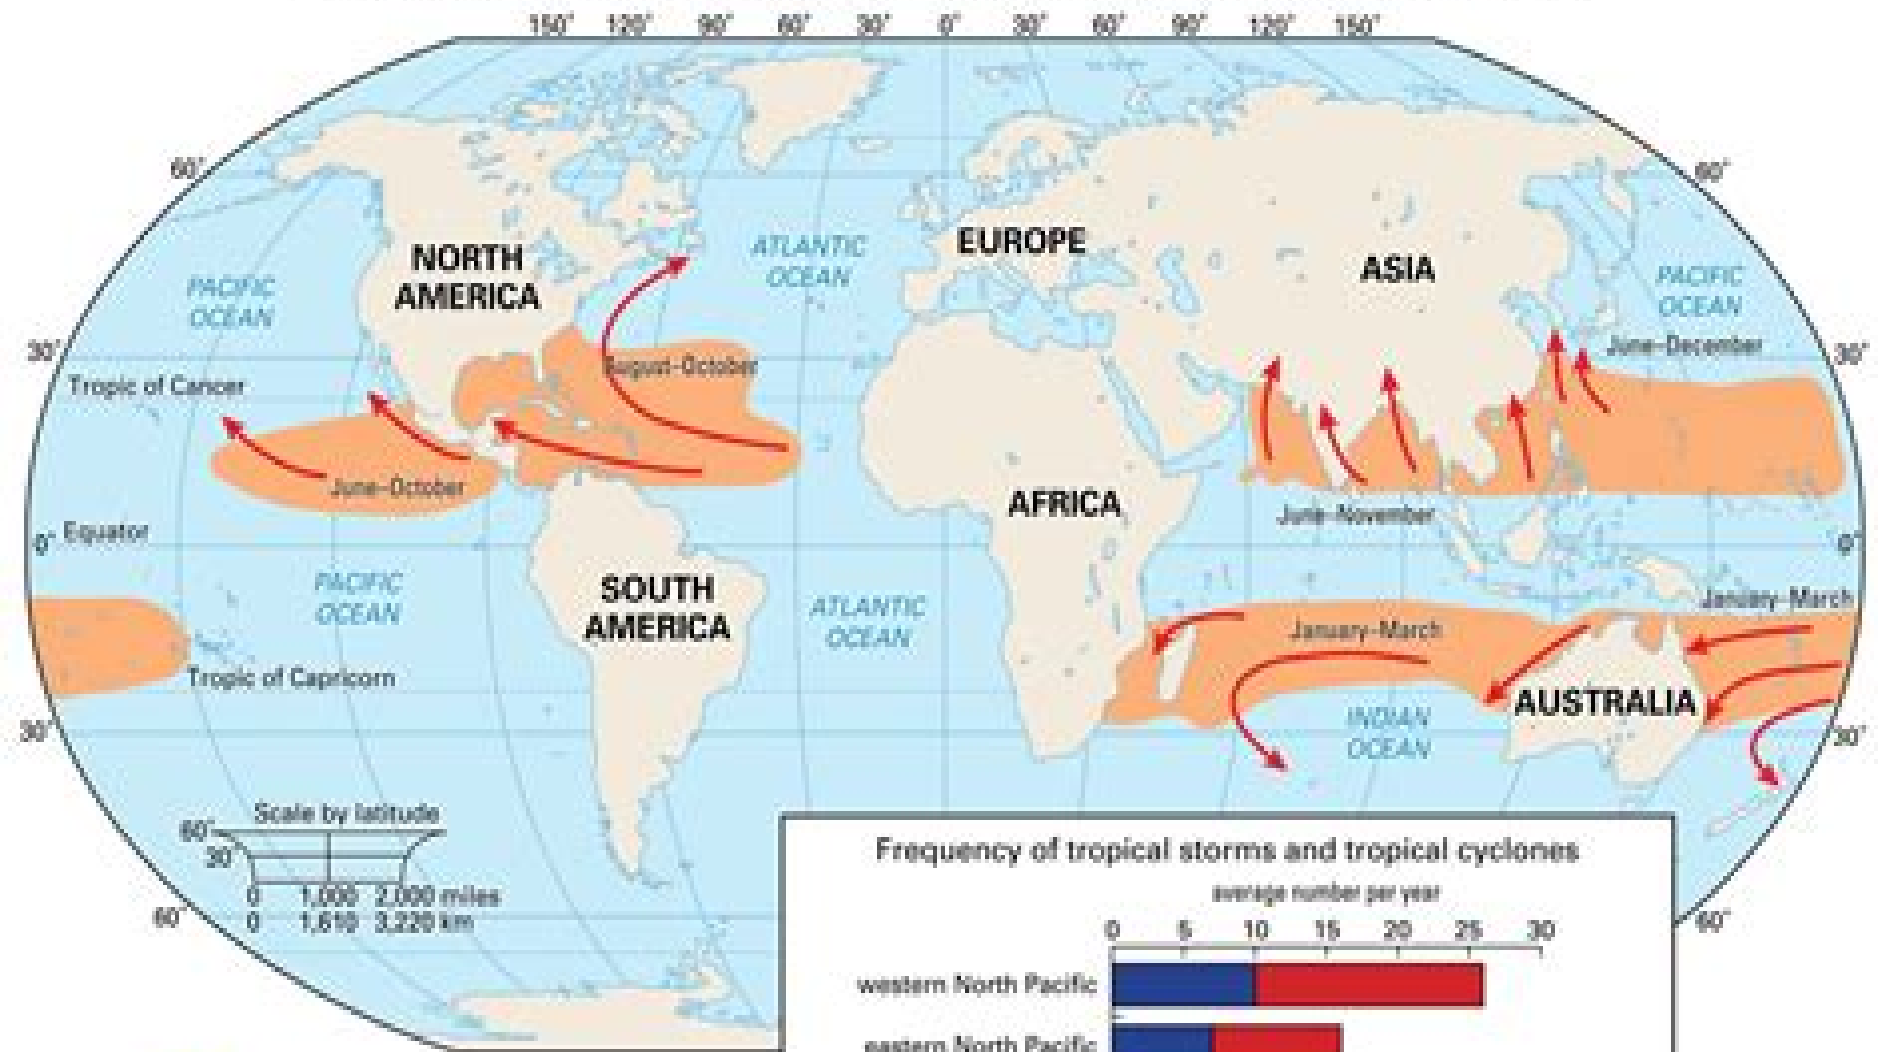 150° 120° 90° 60° 30° 0° 30° 60° 90° 120° 150°
60°
60°
NORTH
AMERICA
ATLANTIC
OCEAN
EUROPE
ASIA
PACIFIC
OCEAN
PACIFIC
OCEAN
30°
June–December
30°
August–October
Tropic of Cancer
June–October
AFRICA
June–November
Equator
0°
0°
PACIFIC
OCEAN
SOUTH
AMERICA
ATLANTIC
OCEAN
January–March
January–March
Tropic of Capricorn
AUSTRALIA
INDIAN
OCEAN
30°
30°
Scale by latitude
60°
30°
0 1,000 2,000 miles
0 1,610 3,220 km
60°
60°
Frequency of tropical storms and tropical cyclones
average number per year
0 5 10 15 20 25 30
western North Pacific
eastern North Pacific